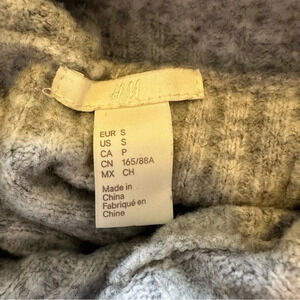 H&M
EUR S
US S
CA P
CN 165/88A
MX CH
Made in
China
Fabriqué en
Chine